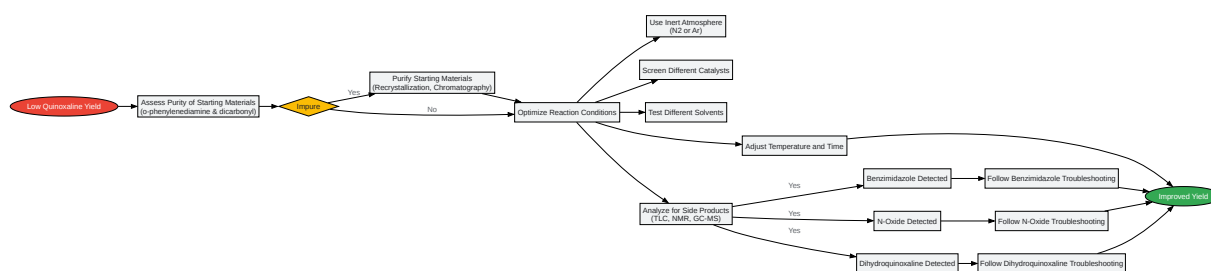 Low Quinoxaline Yield
Assess Purity of Starting Materials
(o-phenylenediamine & dicarbonyl)
Impure
Yes
No
Purify Starting Materials
(Recrystallization, Chromatography)
Optimize Reaction Conditions
Use Inert Atmosphere
(N2 or Ar)
Screen Different Catalysts
Test Different Solvents
Adjust Temperature and Time
Analyze for Side Products
(TLC, NMR, GC-MS)
Yes
Benzimidazole Detected
Follow Benzimidazole Troubleshooting
Yes
N-Oxide Detected
Follow N-Oxide Troubleshooting
Yes
Dihydroquinoxaline Detected
Follow Dihydroquinoxaline Troubleshooting
Improved Yield